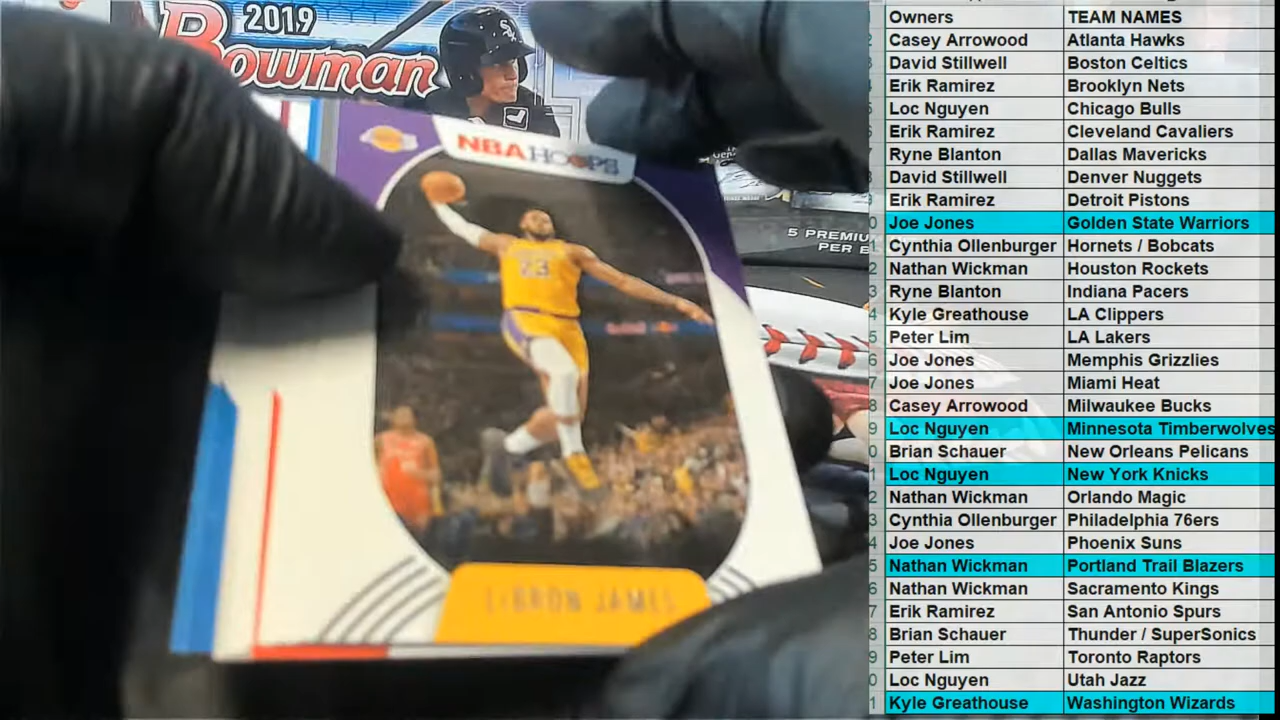 2019
Bowman
NBA HOOPS
23
5 PREMIU
PER
LEBRON JAMES
Owners TEAM NAMES
Casey Arrowood Atlanta Hawks
David Stillwell Boston Celtics
Erik Ramirez Brooklyn Nets
Loc Nguyen Chicago Bulls
Erik Ramirez Cleveland Cavaliers
Ryne Blanton Dallas Mavericks
David Stillwell Denver Nuggets
Erik Ramirez Detroit Pistons
Joe Jones Golden State Warriors
Cynthia Ollenburger Hornets / Bobcats
Nathan Wickman Houston Rockets
Ryne Blanton Indiana Pacers
Kyle Greathouse LA Clippers
Peter Lim LA Lakers
Joe Jones Memphis Grizzlies
Joe Jones Miami Heat
Casey Arrowood Milwaukee Bucks
Loc Nguyen Minnesota Timberwolves
Brian Schauer New Orleans Pelicans
Loc Nguyen New York Knicks
Nathan Wickman Orlando Magic
Cynthia Ollenburger Philadelphia 76ers
Joe Jones Phoenix Suns
Nathan Wickman Portland Trail Blazers
Nathan Wickman Sacramento Kings
Erik Ramirez San Antonio Spurs
Brian Schauer Thunder / SuperSonics
Peter Lim Toronto Raptors
Loc Nguyen Utah Jazz
Kyle Greathouse Washington Wizards